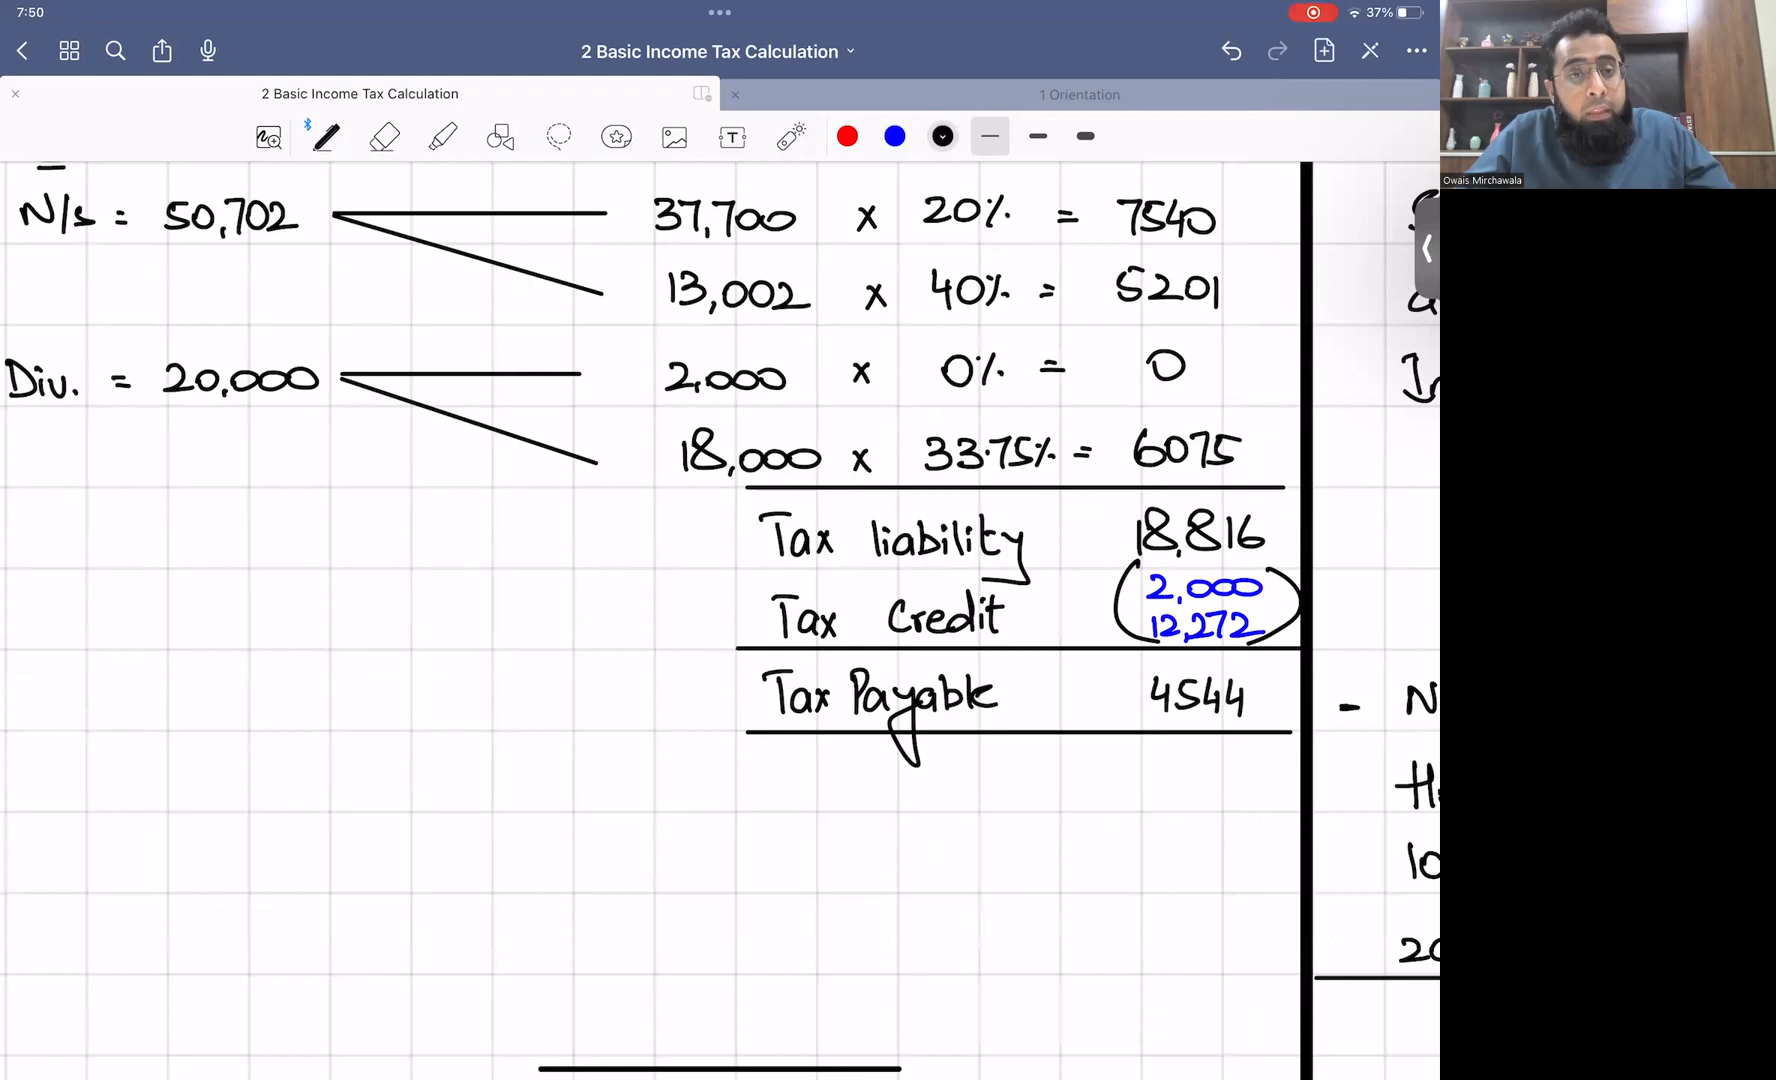 7:50
37%
2 Basic Income Tax Calculation
2 Basic Income Tax Calculation
1 Orientation
Owais Mirchawala
N/s = 50,702 37,700 x 20% = 7540
13,002 x 40% = 5201
Div. = 20,000 2,000 x 0% = 0
18,000 x 33.75% = 6075
Tax liability 18,816
Tax Credit (2,000
12,272)
Tax Payable 4544
- N
10